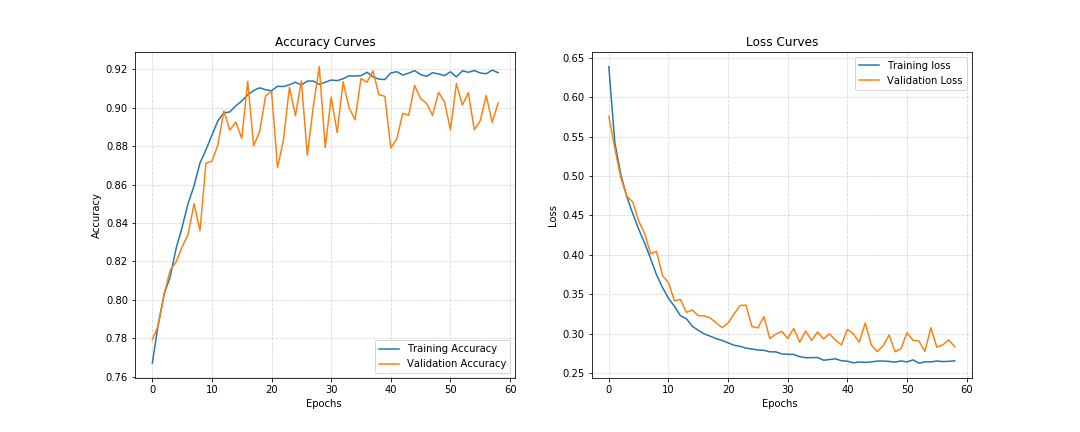 Accuracy Curves
Accuracy
0.92
0.90
0.88
0.86
0.84
0.82
0.80
0.78
0.76
0 10 20 30 40 50 60
Epochs
Training Accuracy
Validation Accuracy
Loss Curves
Loss
0.65
0.60
0.55
0.50
0.45
0.40
0.35
0.30
0.25
0 10 20 30 40 50 60
Epochs
Training loss
Validation Loss